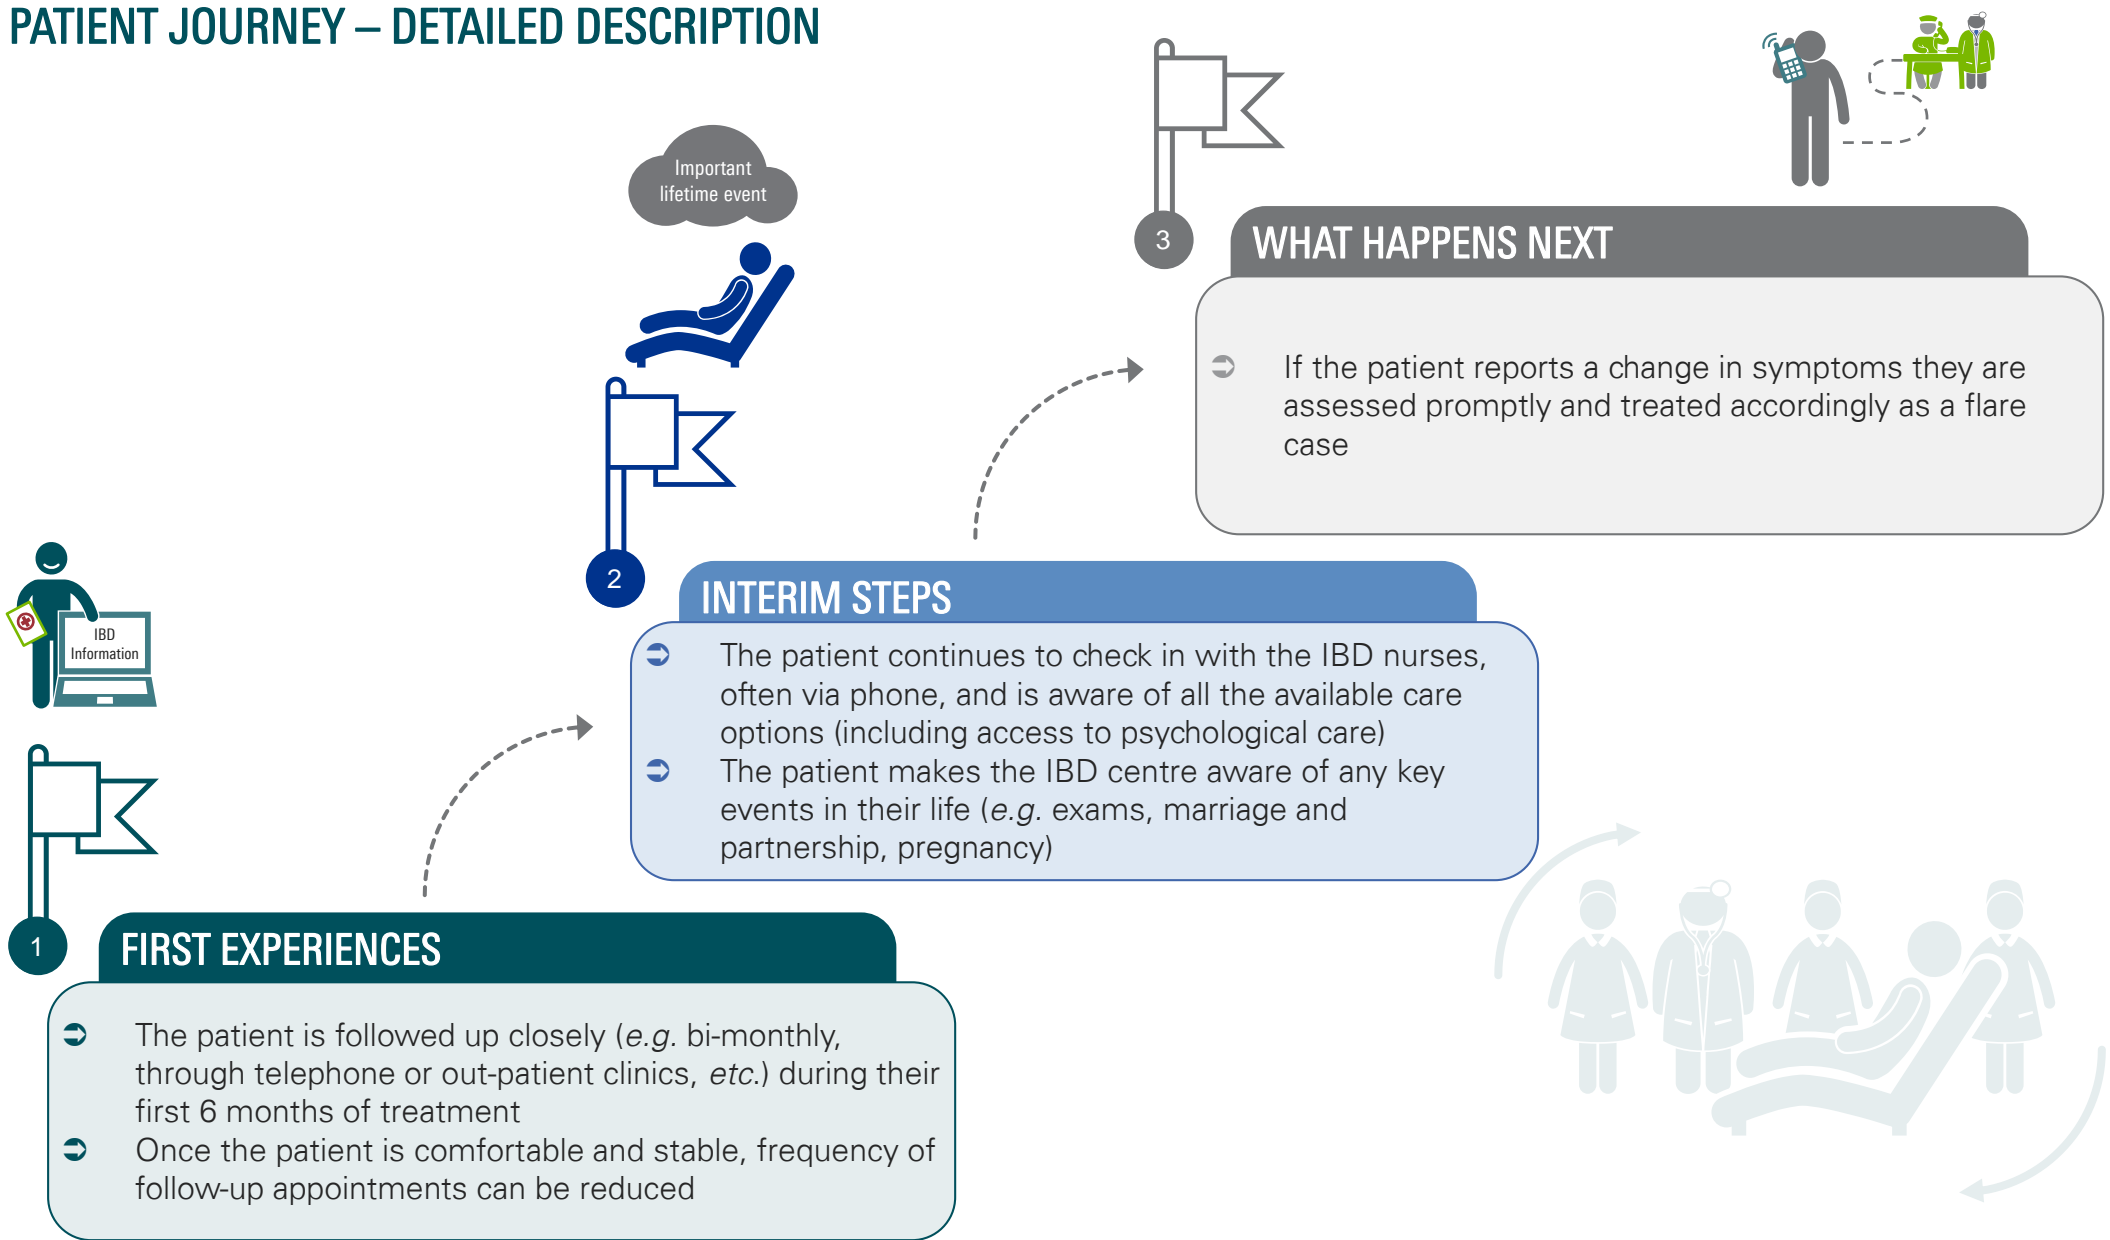 PATIENT JOURNEY – DETAILED DESCRIPTION
IBD
Information
1
FIRST EXPERIENCES
The patient is followed up closely (e.g. bi-monthly,
through telephone or out-patient clinics, etc.) during their
first 6 months of treatment
Once the patient is comfortable and stable, frequency of
follow-up appointments can be reduced
Important
lifetime event
2
INTERIM STEPS
The patient continues to check in with the IBD nurses,
often via phone, and is aware of all the available care
options (including access to psychological care)
The patient makes the IBD centre aware of any key
events in their life (e.g. exams, marriage and
partnership, pregnancy)
3
WHAT HAPPENS NEXT
If the patient reports a change in symptoms they are
assessed promptly and treated accordingly as a flare
case